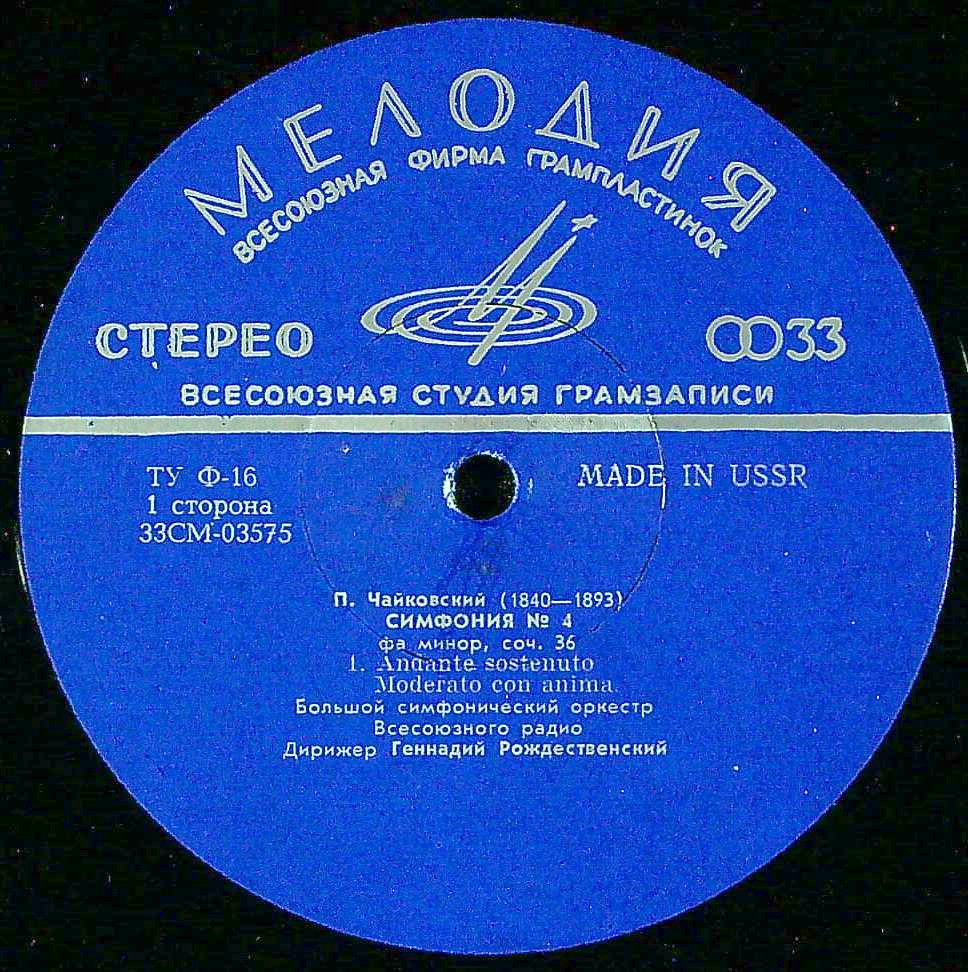 МЕЛОДИЯ
ВСЕСОЮЗНАЯ ФИРМА ГРАМПЛАСТИНОК
СТЕРЕО
33
ВСЕСОЮЗНАЯ СТУДИЯ ГРАМЗАПИСИ
ТУ Ф-16
MADE IN USSR
1 сторона
33СМ-03575
П. Чайковский (1840—1893)
СИМФОНИЯ № 4
фа минор, соч. 36
1. Andante sostenuto
Moderato con anima
Большой симфонический оркестр
Всесоюзного радио
Дирижер Геннадий Рождественский